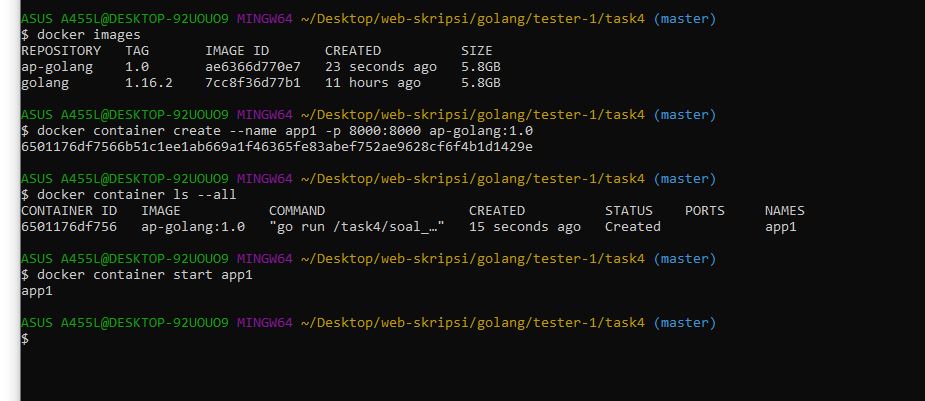 ASUS A455L@DESKTOP-92UOUO9 MINGW64 ~/Desktop/web-skripsi/golang/tester-1/task4 (master)
$ docker images
REPOSITORY   TAG       IMAGE ID       CREATED          SIZE
ap-golang    1.0       ae6366d770e7   23 seconds ago   5.8GB
golang       1.16.2    7cc8f36d77b1   11 hours ago     5.8GB
ASUS A455L@DESKTOP-92UOUO9 MINGW64 ~/Desktop/web-skripsi/golang/tester-1/task4 (master)
$ docker container create --name app1 -p 8000:8000 ap-golang:1.0
6501176df7566b51c1ee1ab669a1f46365fe83abef752ae9628cf6f4b1d1429e
ASUS A455L@DESKTOP-92UOUO9 MINGW64 ~/Desktop/web-skripsi/golang/tester-1/task4 (master)
$ docker container ls --all
CONTAINER ID   IMAGE           COMMAND                  CREATED          STATUS    PORTS     NAMES
6501176df756   ap-golang:1.0   "go run /task4/soal_…"   15 seconds ago   Created             app1
ASUS A455L@DESKTOP-92UOUO9 MINGW64 ~/Desktop/web-skripsi/golang/tester-1/task4 (master)
$ docker container start app1
app1
ASUS A455L@DESKTOP-92UOUO9 MINGW64 ~/Desktop/web-skripsi/golang/tester-1/task4 (master)
$